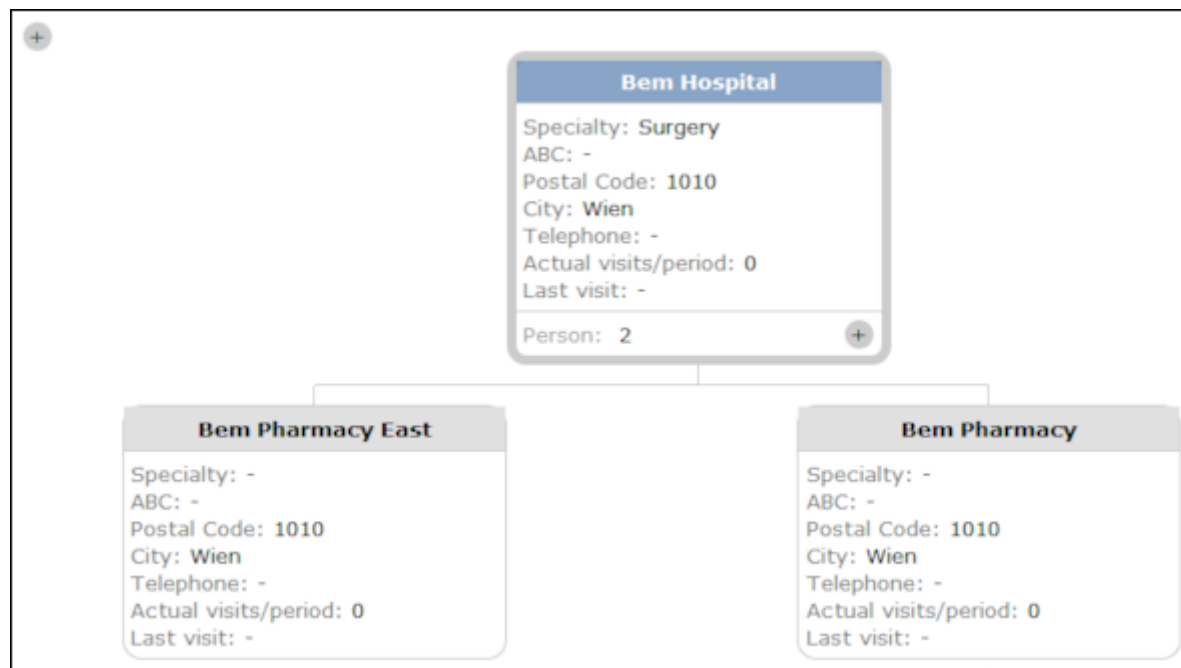 +
Bem Hospital
Specialty: Surgery
ABC: -
Postal Code: 1010
City: Wien
Telephone: -
Actual visits/period: 0
Last visit: -
Person: 2 +
Bem Pharmacy East
Specialty: -
ABC: -
Postal Code: 1010
City: Wien
Telephone: -
Actual visits/period: 0
Last visit: -
Bem Pharmacy
Specialty: -
ABC: -
Postal Code: 1010
City: Wien
Telephone: -
Actual visits/period: 0
Last visit: -